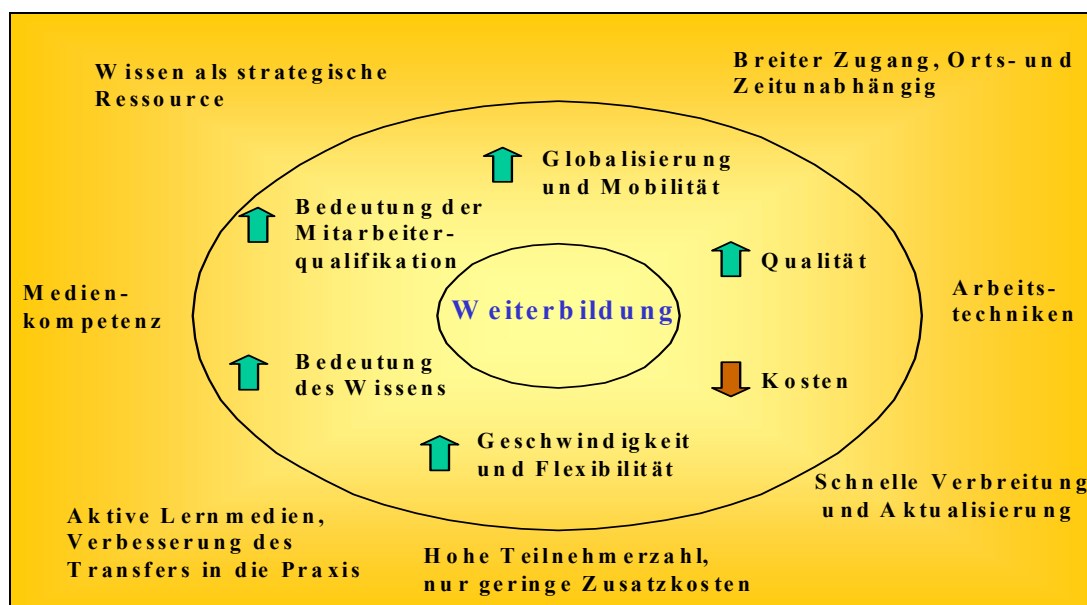 Wissen als strategische
Ressource
Breiter Zugang, Orts- und
Zeitunabhängig
Globalisierung
und Mobilität
Bedeutung der
Mitarbeiter-
qualifikation
Qualität
Medien-
kompetenz
Weiterbildung
Arbeits-
techniken
Bedeutung
des Wissens
Kosten
Geschwindigkeit
und Flexibilität
Schnelle Verbreitung
und Aktualisierung
Aktive Lernmedien,
Verbesserung des
Transfers in die Praxis
Hohe Teilnehmerzahl,
nur geringe Zusatzkosten